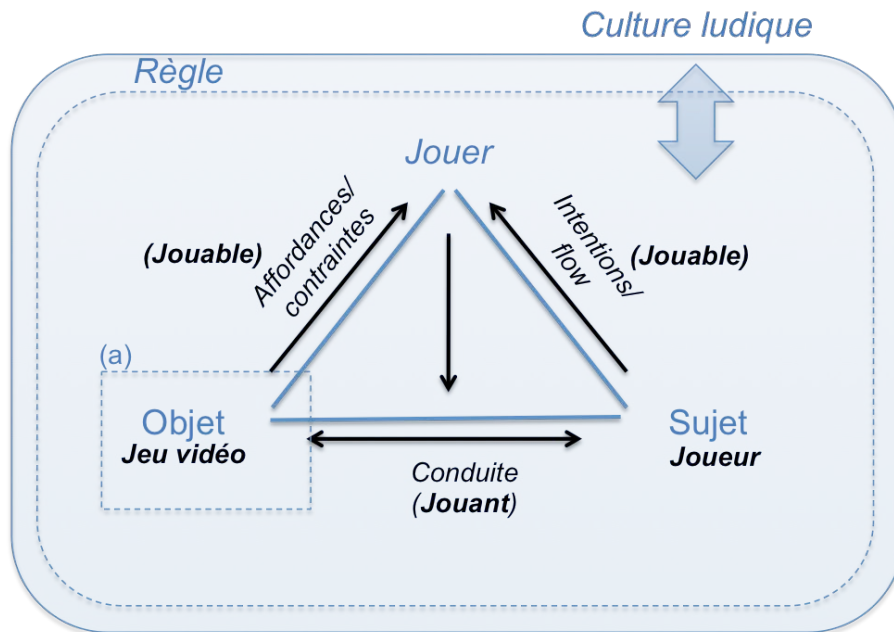 Culture ludique
Règle
Jouer
Affordances/
contraintes
(Jouable)
Intentions/
flow
(Jouable)
(a)
Objet
Jeu vidéo
Sujet
Joueur
Conduite
(Jouant)